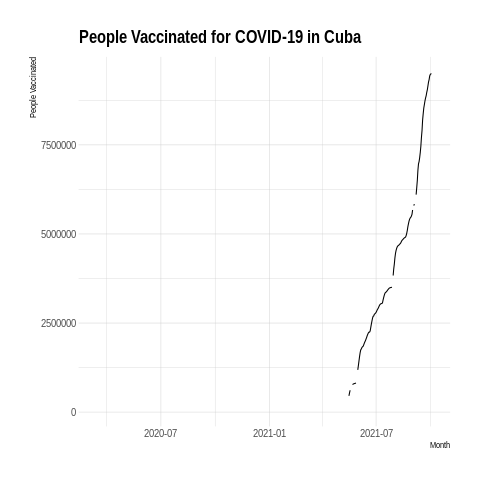 People Vaccinated for COVID-19 in Cuba
People Vaccinated
7500000
5000000
2500000
0
2020-07 2021-01 2021-07
Month